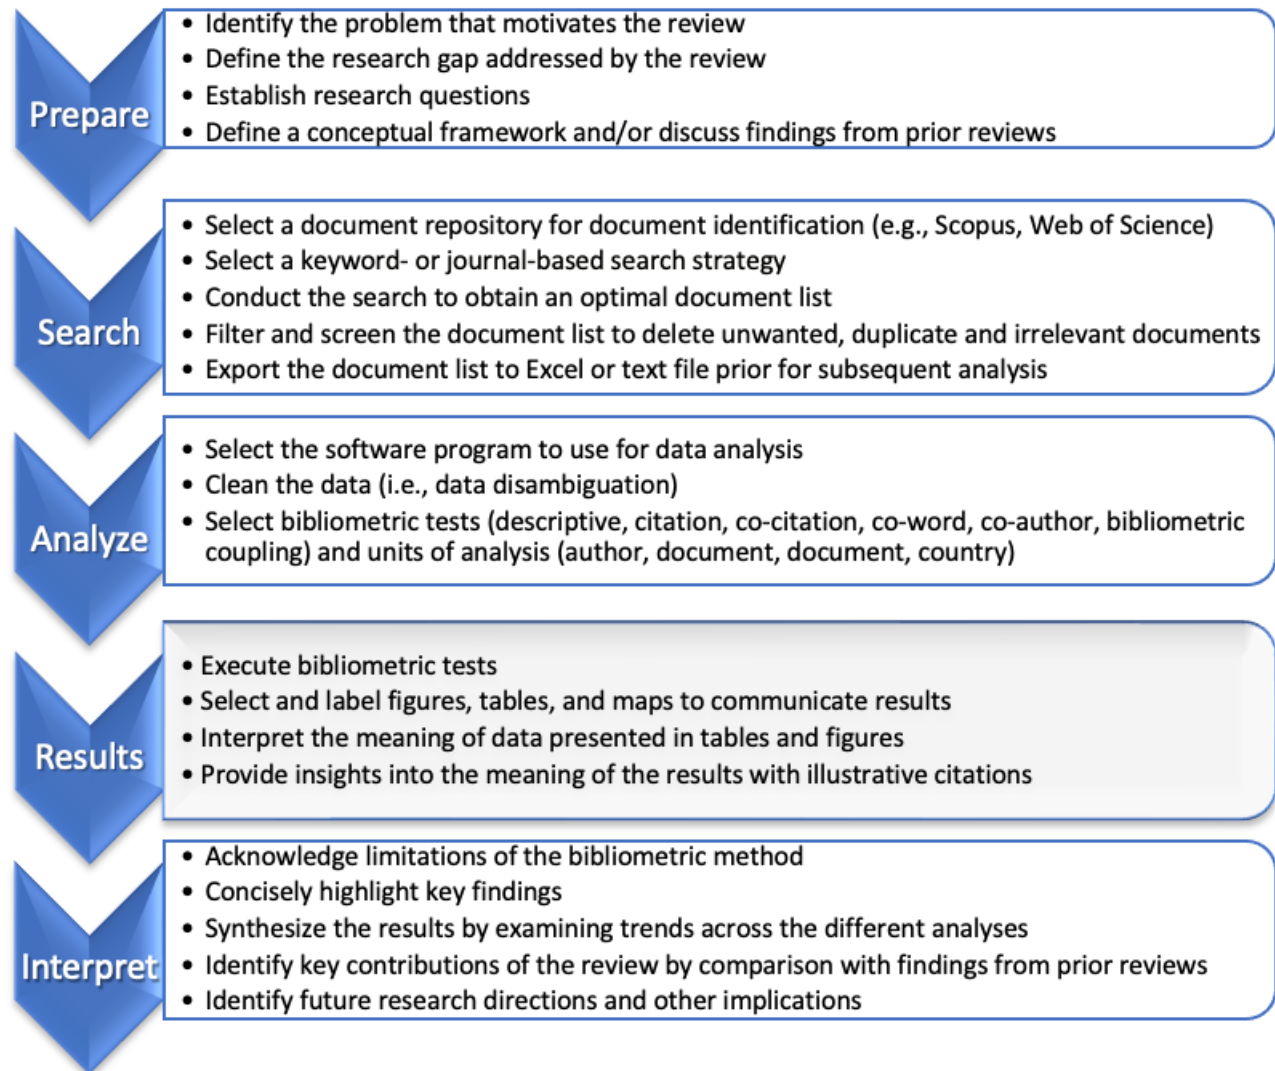 Prepare
• Identify the problem that motivates the review
• Define the research gap addressed by the review
• Establish research questions
• Define a conceptual framework and/or discuss findings from prior reviews
Search
• Select a document repository for document identification (e.g., Scopus, Web of Science)
• Select a keyword- or journal-based search strategy
• Conduct the search to obtain an optimal document list
• Filter and screen the document list to delete unwanted, duplicate and irrelevant documents
• Export the document list to Excel or text file prior for subsequent analysis
Analyze
• Select the software program to use for data analysis
• Clean the data (i.e., data disambiguation)
• Select bibliometric tests (descriptive, citation, co-citation, co-word, co-author, bibliometric
coupling) and units of analysis (author, document, document, country)
Results
• Execute bibliometric tests
• Select and label figures, tables, and maps to communicate results
• Interpret the meaning of data presented in tables and figures
• Provide insights into the meaning of the results with illustrative citations
Interpret
• Acknowledge limitations of the bibliometric method
• Concisely highlight key findings
• Synthesize the results by examining trends across the different analyses
• Identify key contributions of the review by comparison with findings from prior reviews
• Identify future research directions and other implications